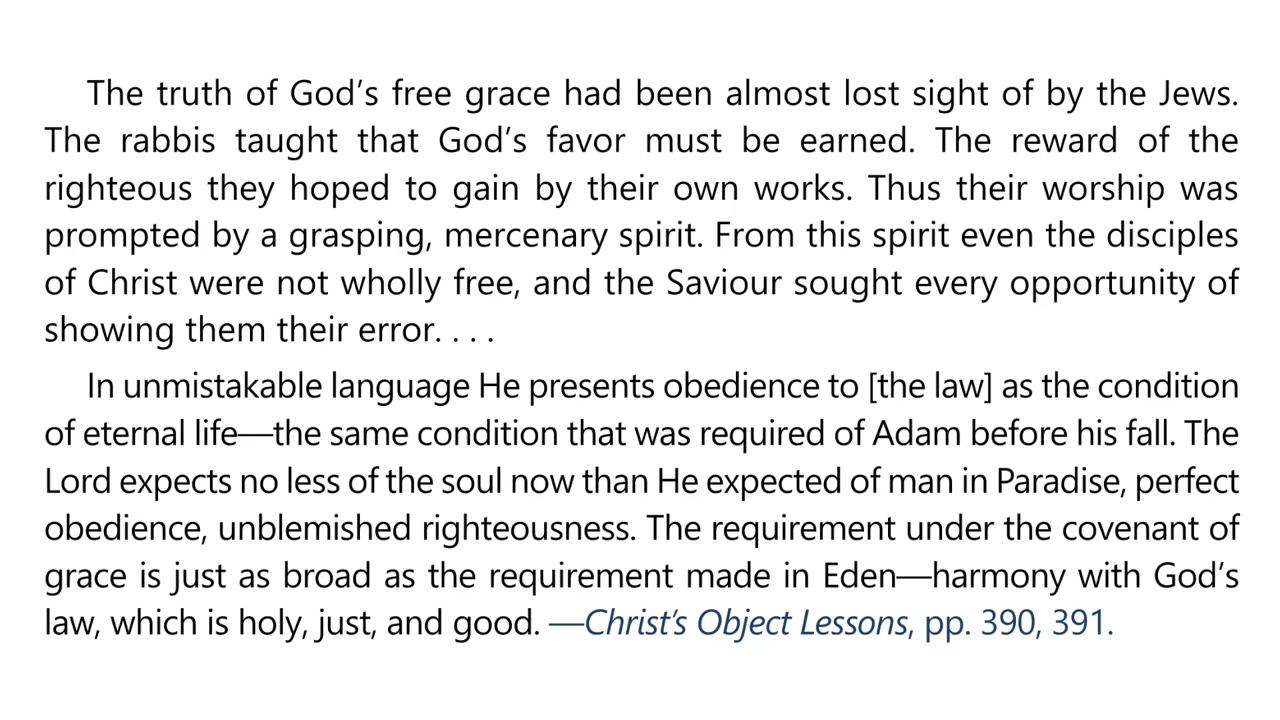 The truth of God’s free grace had been almost lost sight of by the Jews.
The rabbis taught that God’s favor must be earned. The reward of the
righteous they hoped to gain by their own works. Thus their worship was
prompted by a grasping, mercenary spirit. From this spirit even the disciples
of Christ were not wholly free, and the Saviour sought every opportunity of
showing them their error. . . .
In unmistakable language He presents obedience to [the law] as the condition
of eternal life—the same condition that was required of Adam before his fall. The
Lord expects no less of the soul now than He expected of man in Paradise, perfect
obedience, unblemished righteousness. The requirement under the covenant of
grace is just as broad as the requirement made in Eden—harmony with God’s
law, which is holy, just, and good. —Christ’s Object Lessons, pp. 390, 391.